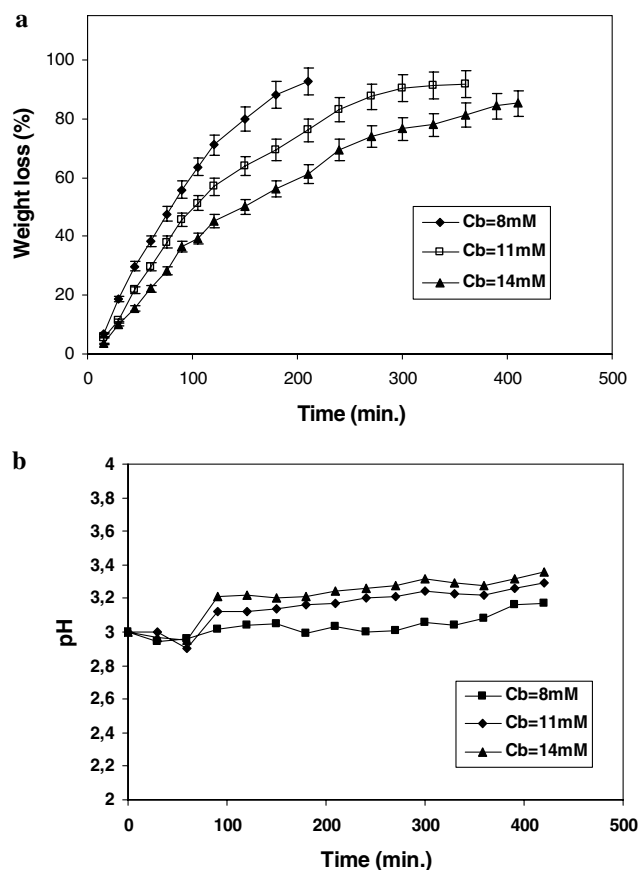 a
Weight loss (%)
100
80
60
40
20
0
Cb=8mM
Cb=11mM
Cb=14mM
0 100 200 300 400 500
Time (min.)
b
pH
4
3,8
3,6
3,4
3,2
3
2,8
2,6
2,4
2,2
2
Cb=8mM
Cb=11mM
Cb=14mM
0 100 200 300 400 500
Time (min.)